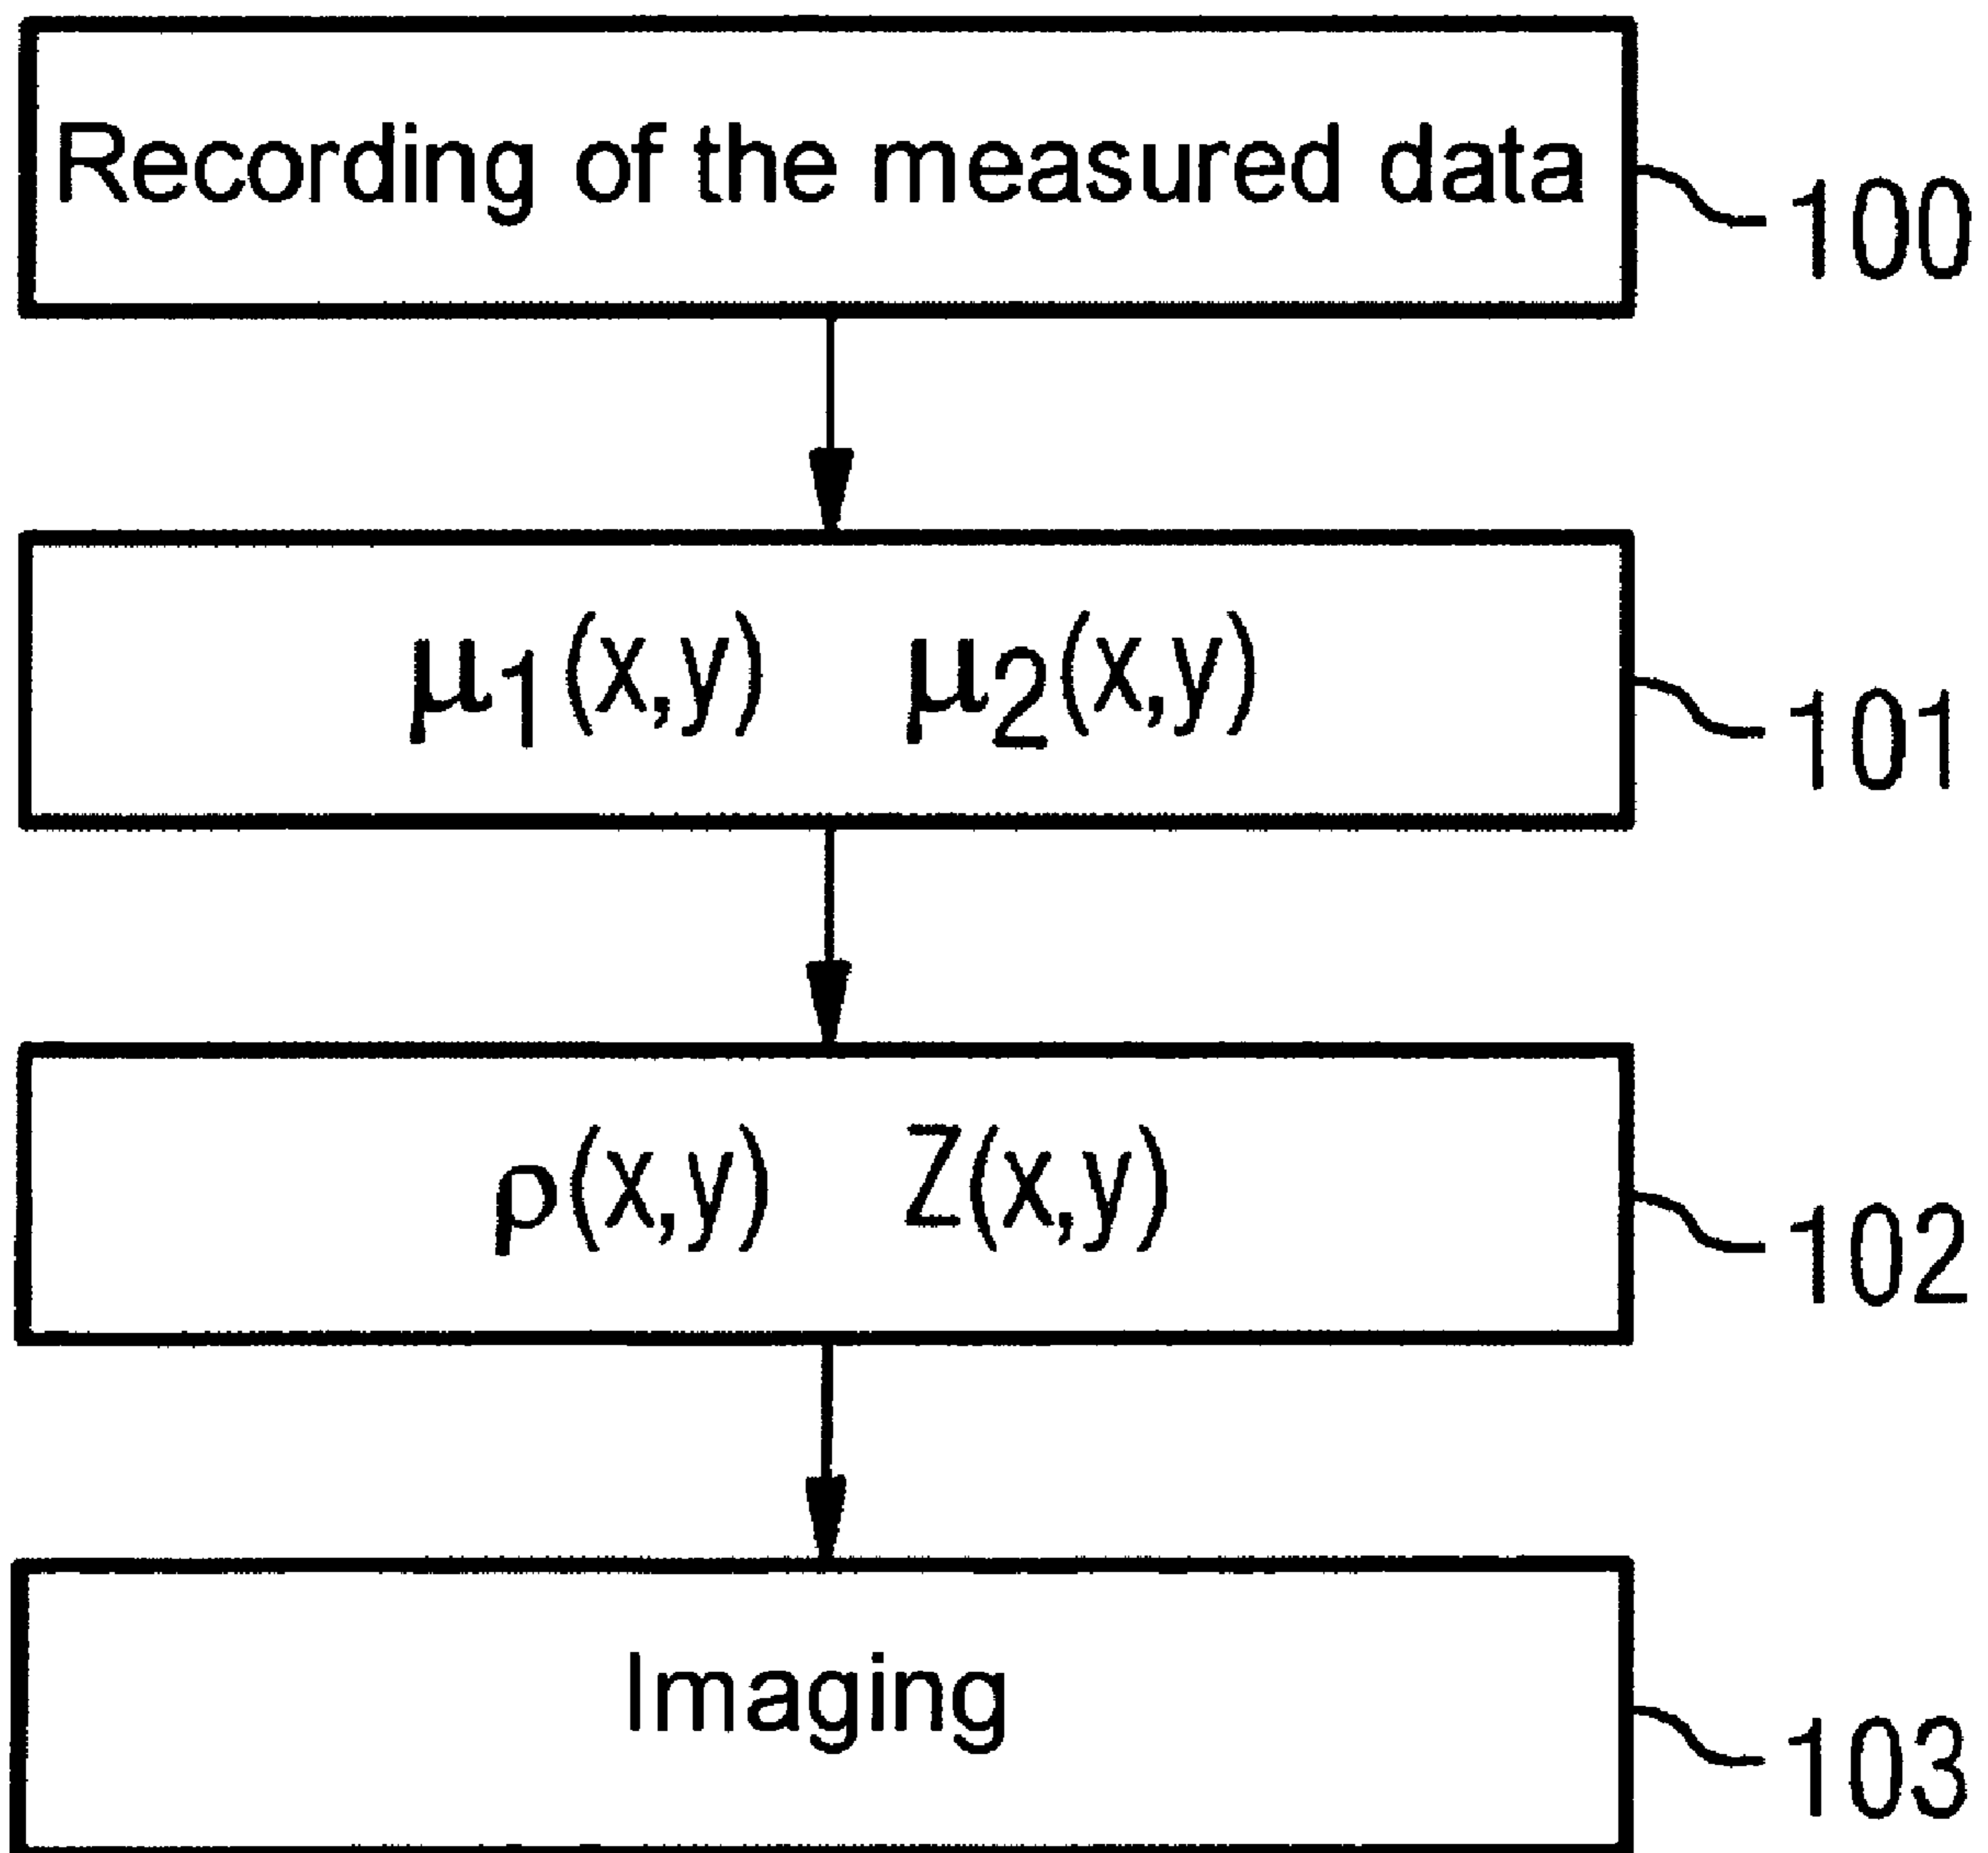 Recording of the measured data
100
μ1(x,y) μ2(x,y)
101
ρ(x,y) Z(x,y)
102
Imaging
103